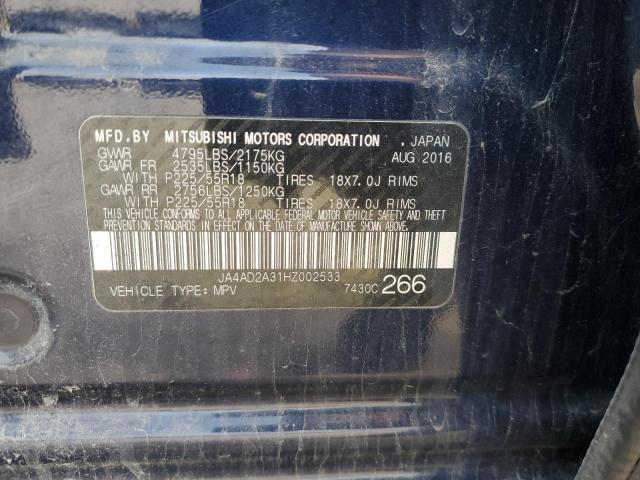 MFD.BY MITSUBISHI MOTORS CORPORATION , JAPAN
GVWR 4795LBS/2175KG AUG 2016
GAWR FR 2535LBS/1150KG
WITH P225/55R18 TIRES 18X7.0J RIMS
GAWR RR 2756LBS/1250KG
WITH P225/55R18 TIRES 18X7.0J RIMS
THIS VEHICLE CONFORMS TO ALL APPLICABLE FEDERAL MOTOR VEHICLE SAFETY AND THEFT
PREVENTION STANDARDS IN EFFECT ON THE DATE OF MANUFACTURE SHOWN ABOVE.
JA4AD2A31HZ002533
VEHICLE TYPE: MPV 7430C 266